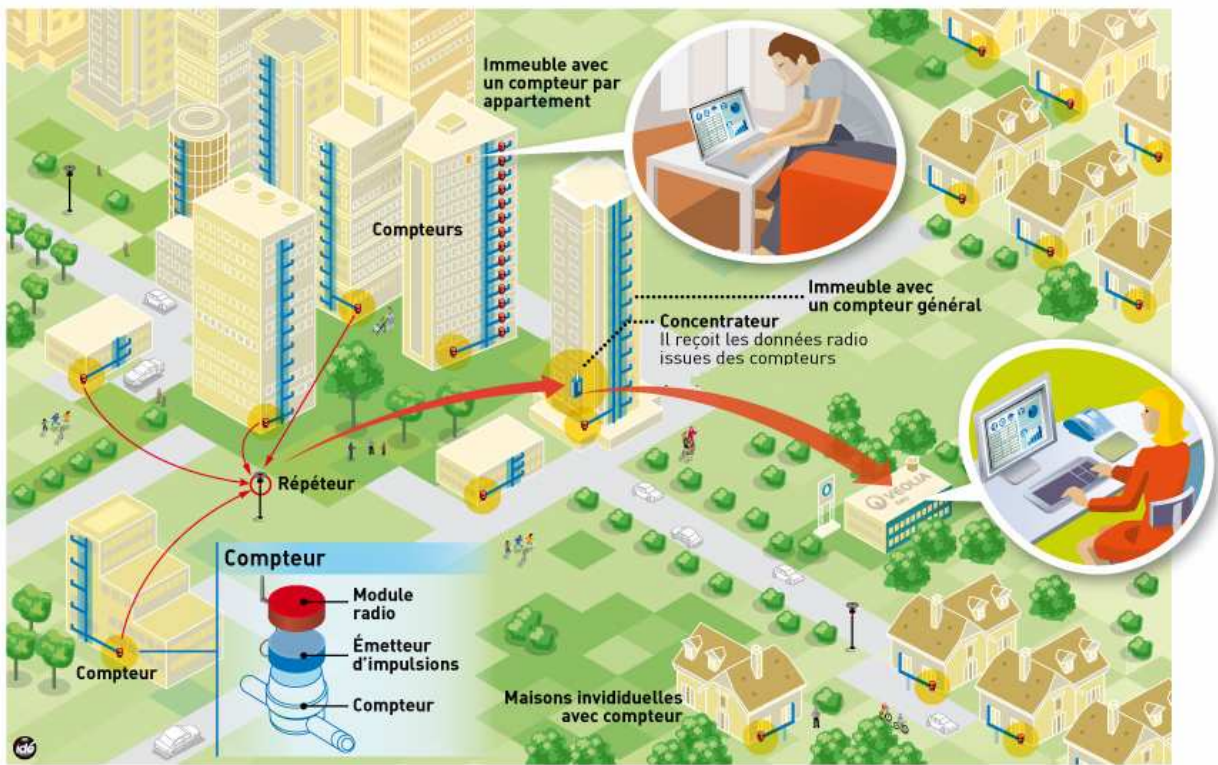 Immeuble avec
un compteur par
appartement
Compteurs
Immeuble avec
un compteur général
Concentrateur
Il reçoit les données radio
issues des compteurs
Répéteur
VEOLIA
Compteur
Module
radio
Émetteur
d'impulsions
Compteur
Compteur
Maisons invididuelles
avec compteur
idé